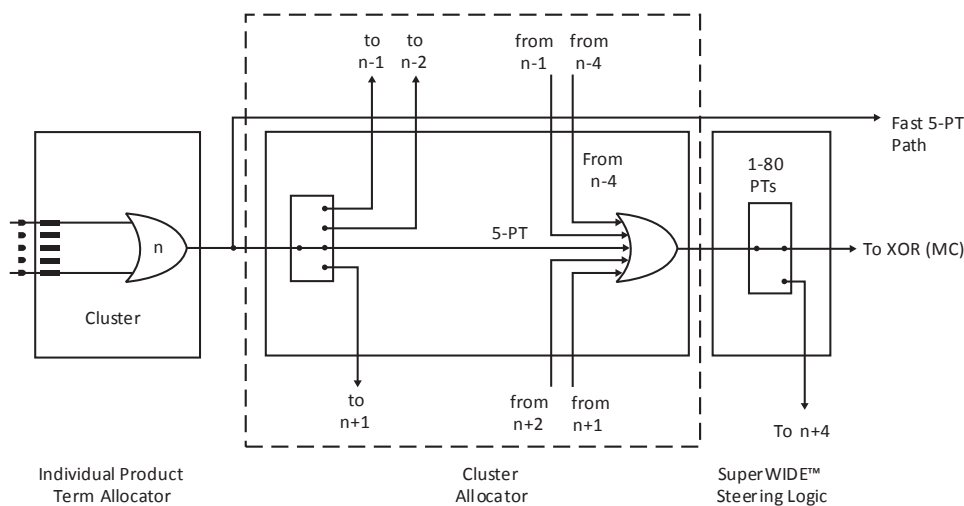 to
n-1
to
n-2
from
n-1
from
n-4
Fast 5-PT
Path
From
n-4
1-80
PTs
n
5-PT
To XOR (MC)
Cluster
to
n+1
from
n+2
from
n+1
To n+4
Individual Product
Term Allocator
Cluster
Allocator
SuperWIDE™
Steering Logic